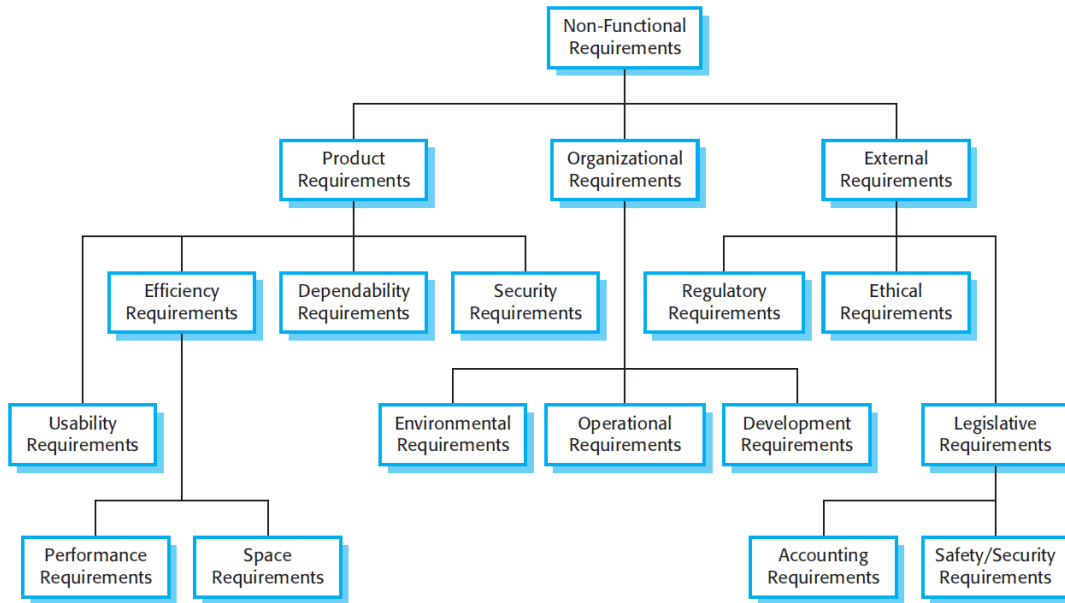 Non-Functional
Requirements
Product
Requirements
Organizational
Requirements
External
Requirements
Efficiency
Requirements
Dependability
Requirements
Security
Requirements
Regulatory
Requirements
Ethical
Requirements
Usability
Requirements
Environmental
Requirements
Operational
Requirements
Development
Requirements
Legislative
Requirements
Performance
Requirements
Space
Requirements
Accounting
Requirements
Safety/Security
Requirements